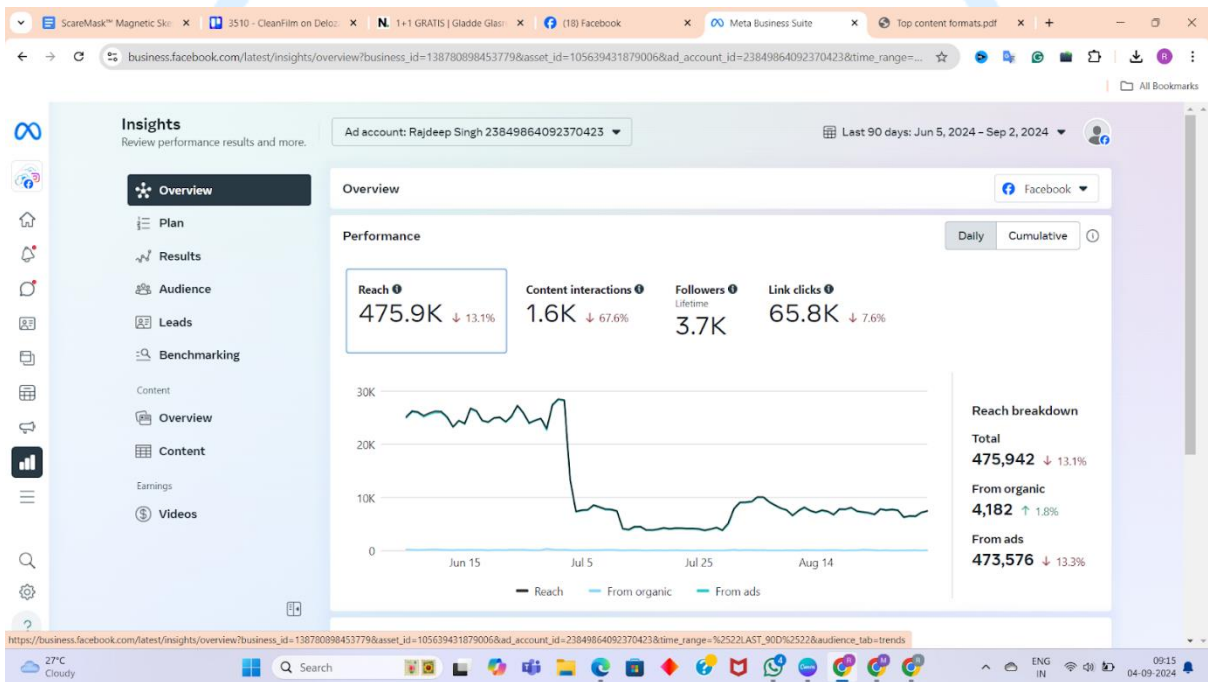 ScareMask™ Magnetic Ske
3510 - CleanFilm on Deloz
1+1 GRATIS | Gladde Glasn
(18) Facebook
Meta Business Suite
Top content formats.pdf
business.facebook.com/latest/insights/overview?business_id=138780898453779&asset_id=105639431879006&ad_account_id=23849864092370423&time_range=...
All Bookmarks
Insights
Review performance results and more.
Ad account: Rajdeep Singh 23849864092370423
Last 90 days: Jun 5, 2024 – Sep 2, 2024
Overview
Plan
Results
Audience
Leads
Benchmarking
Content
Overview
Content
Earnings
Videos
Overview
Facebook
Performance
Daily
Cumulative
Reach
475.9K ↓ 13.1%
Content interactions
1.6K ↓ 67.6%
Followers
Lifetime
3.7K
Link clicks
65.8K ↓ 7.6%
30K
20K
10K
0
Jun 15
Jul 5
Jul 25
Aug 14
Reach
From organic
From ads
Reach breakdown
Total
475,942 ↓ 13.1%
From organic
4,182 ↑ 1.8%
From ads
473,576 ↓ 13.3%
https://business.facebook.com/latest/insights/overview?business_id=138780898453779&asset_id=105639431879006&ad_account_id=23849864092370423&time_range=%2522LAST_90D%2522&audience_tab=trends
27°C
Cloudy
Search
ENG
IN
09:15
04-09-2024